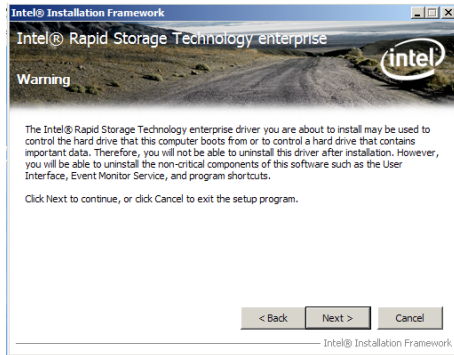 Intel® Installation Framework
Intel® Rapid Storage Technology enterprise
intel
Warning
The Intel® Rapid Storage Technology enterprise driver you are about to install may be used to
control the hard drive that this computer boots from or to control a hard drive that contains
important data. Therefore, you will not be able to uninstall this driver after installation. However,
you will be able to uninstall the non-critical components of this software such as the User
Interface, Event Monitor Service, and program shortcuts.
Click Next to continue, or click Cancel to exit the setup program.
< Back
Next >
Cancel
Intel® Installation Framework